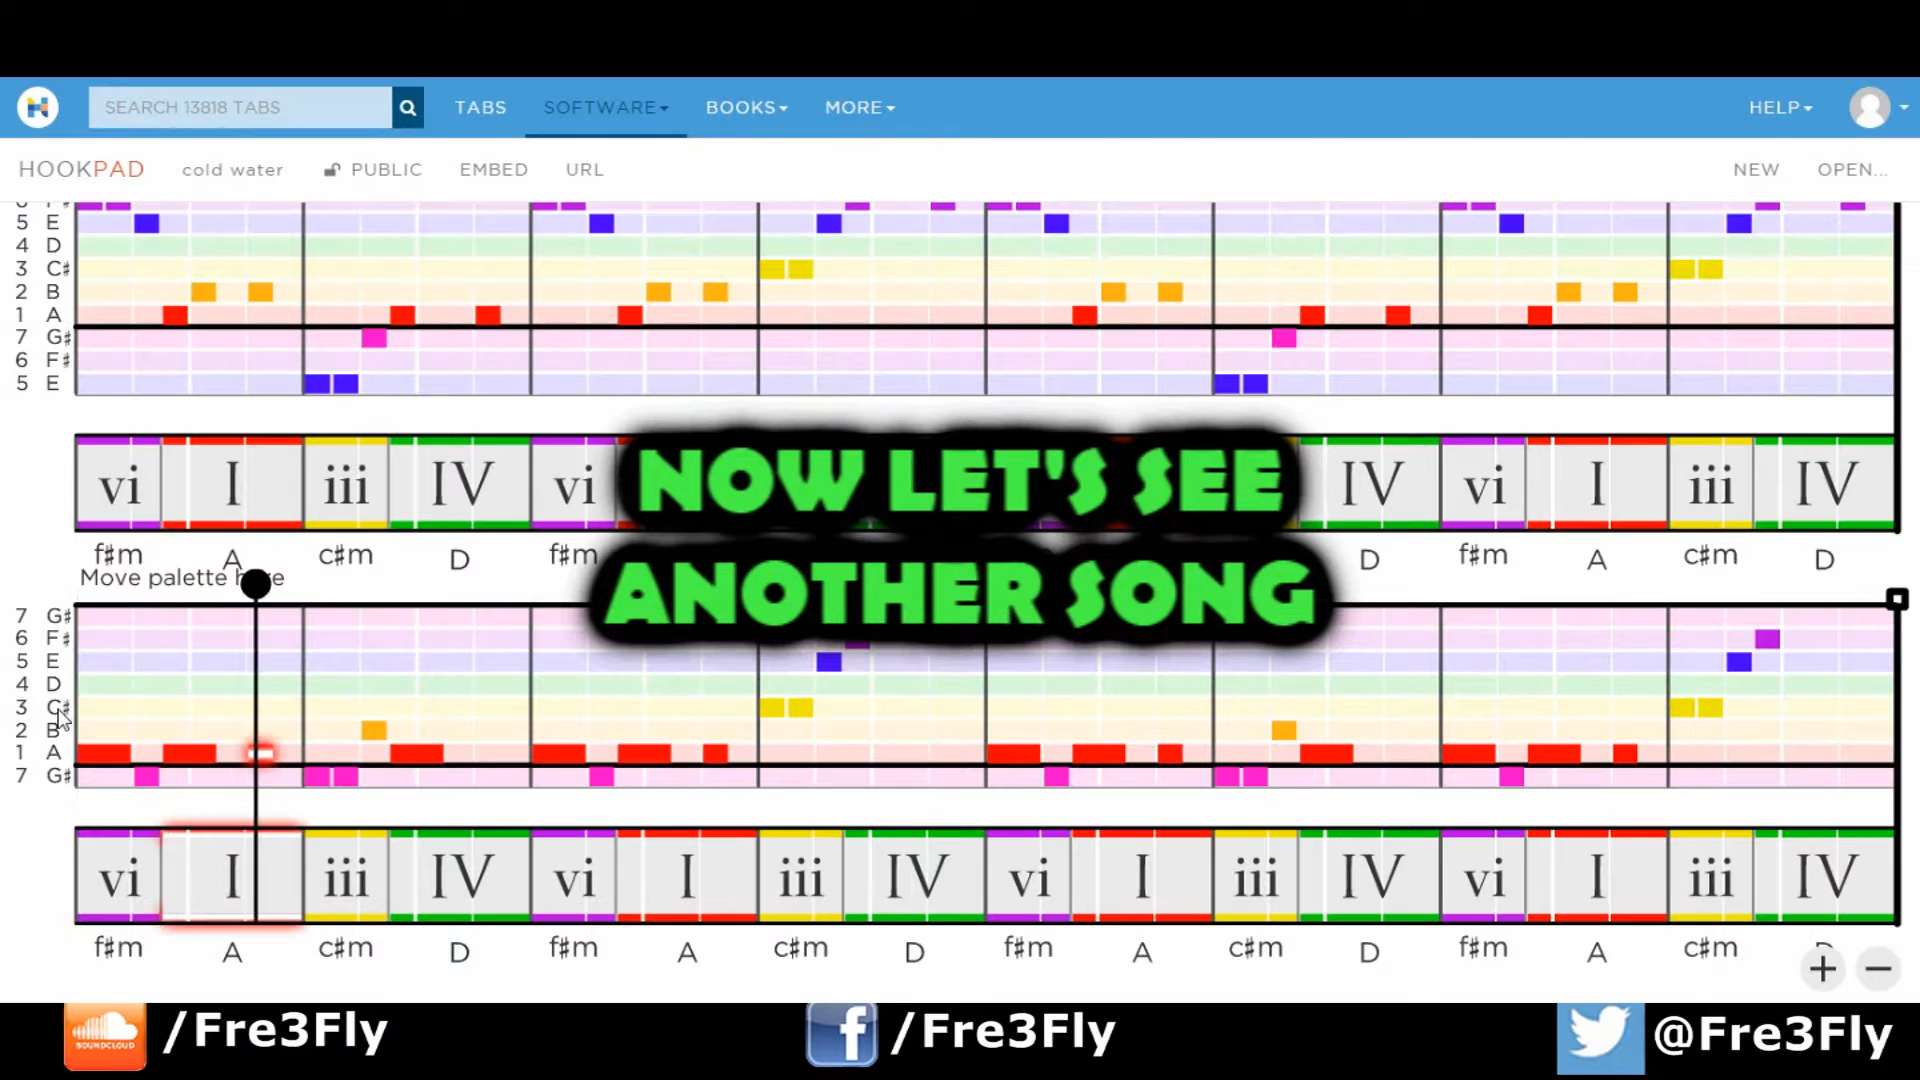 SEARCH 13818 TABS TABS SOFTWARE BOOKS MORE HELP
HOOKPAD cold water PUBLIC EMBED URL NEW OPEN...
5 E
4 D
3 C♯
2 B
1 A
7 G♯
6 F♯
5 E
vi I iii IV vi IV vi I iii IV
f♯m A c♯m D f♯m D f♯m A c♯m D
NOW LET'S SEE
ANOTHER SONG
Move palette here
7 G♯
6 F♯
5 E
4 D
3 C♯
2 B
1 A
7 G♯
vi I iii IV vi I iii IV vi I iii IV vi I iii IV
f♯m A c♯m D f♯m A c♯m D f♯m A c♯m D f♯m A c♯m D
+ −
SOUNDCLOUD /Fre3Fly f /Fre3Fly @Fre3Fly